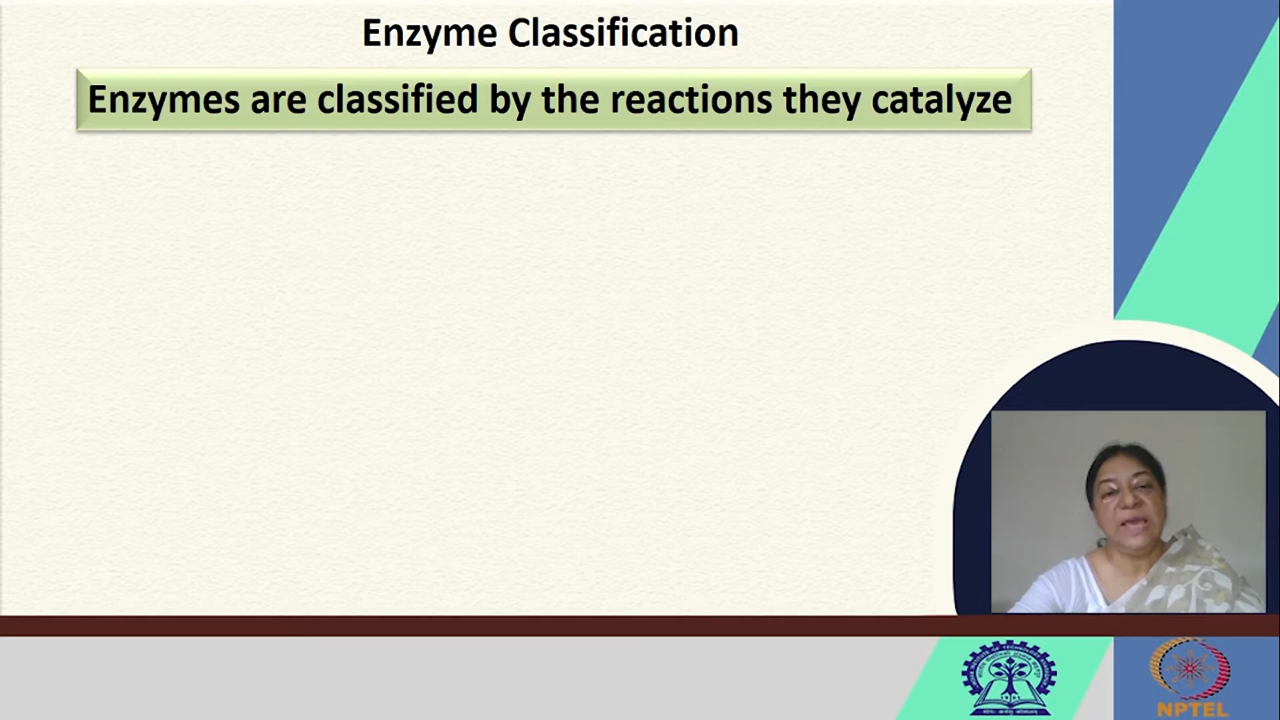 Enzyme Classification
Enzymes are classified by the reactions they catalyze
NPTEL